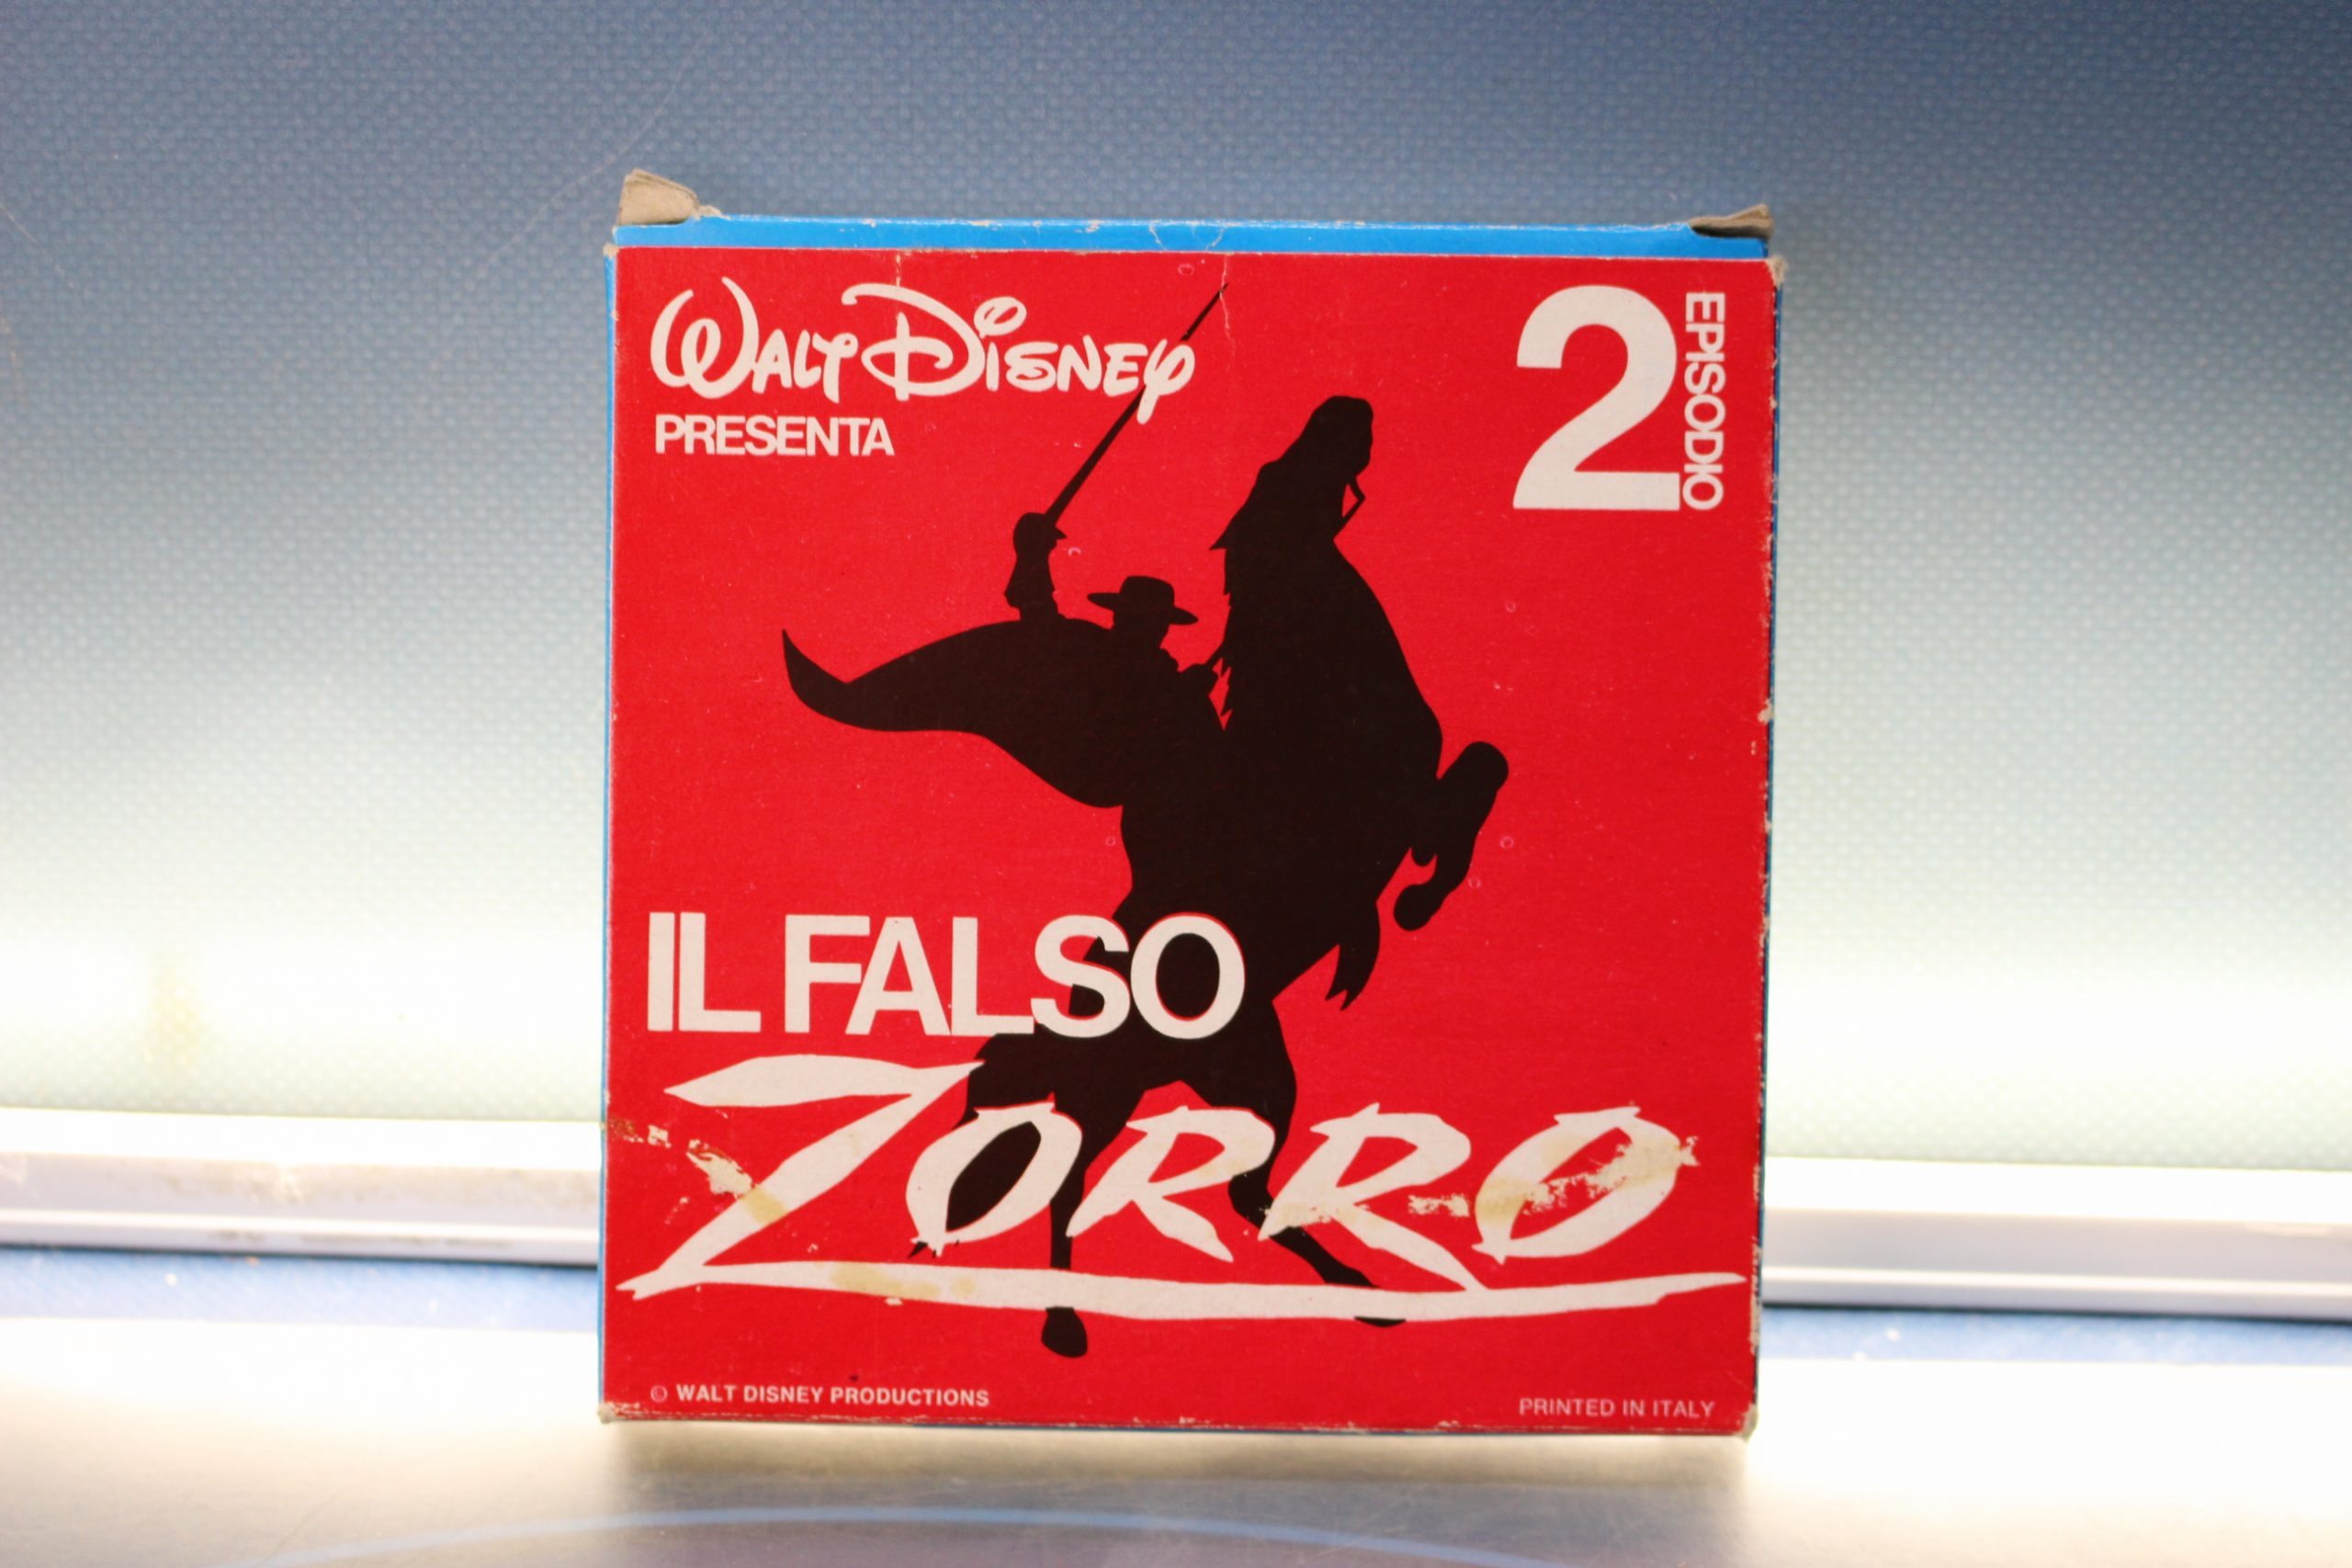 WALT DISNEY
PRESENTA
2
EPISODIO
IL FALSO
ZORRO
© WALT DISNEY PRODUCTIONS
PRINTED IN ITALY